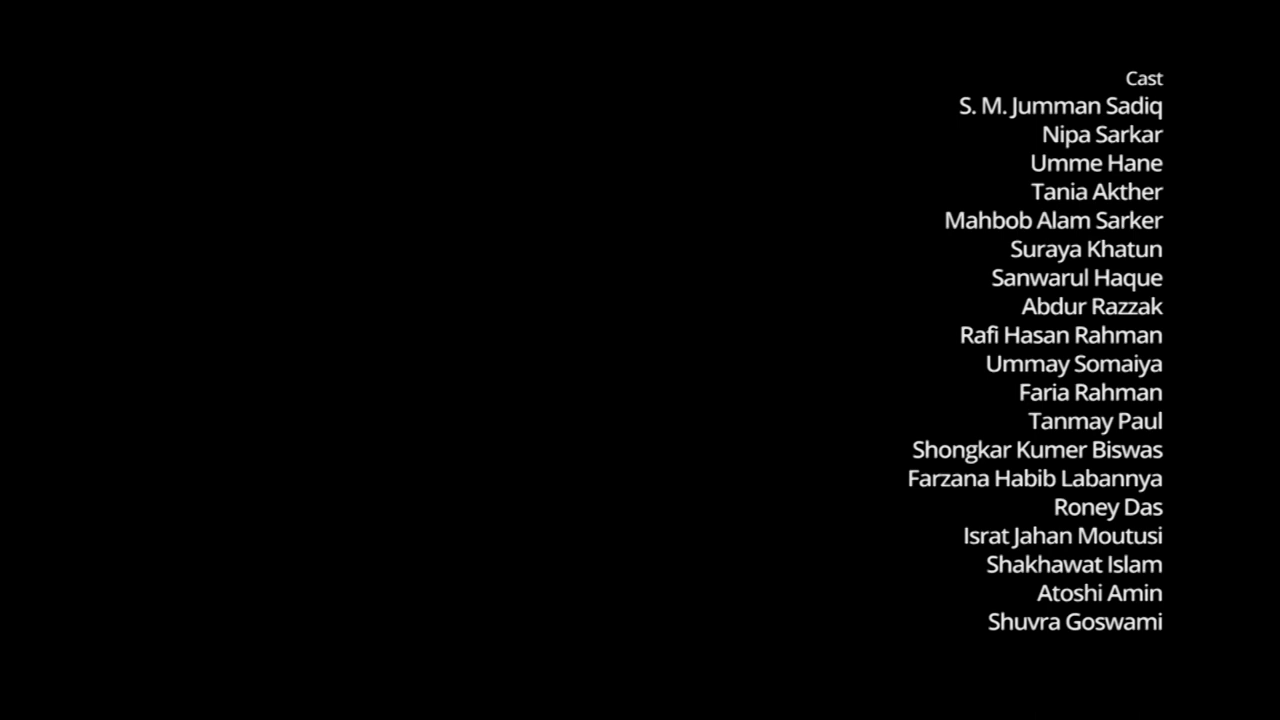 Cast
S. M. Jumman Sadiq
Nipa Sarkar
Umme Hane
Tania Akther
Mahbob Alam Sarker
Suraya Khatun
Sanwarul Haque
Abdur Razzak
Rafi Hasan Rahman
Ummay Somaiya
Faria Rahman
Tanmay Paul
Shongkar Kumer Biswas
Farzana Habib Labannya
Roney Das
Israt Jahan Moutusi
Shakhawat Islam
Atoshi Amin
Shuvra Goswami